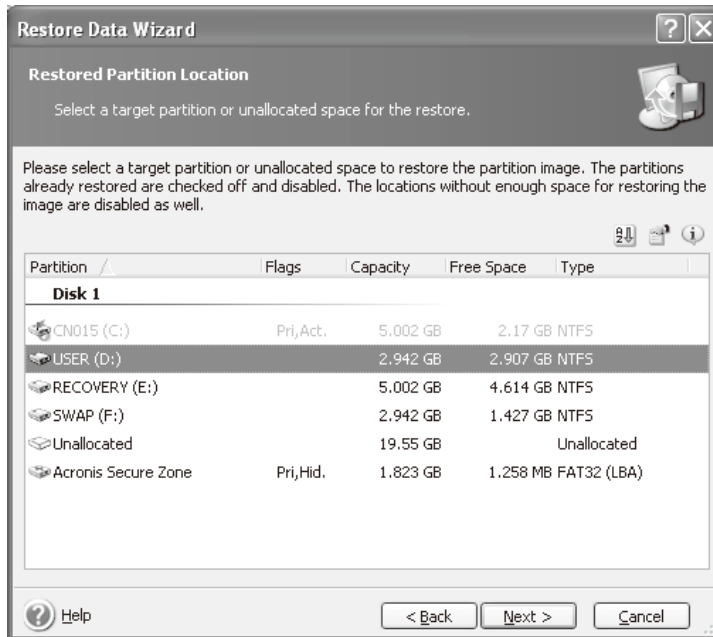 Restore Data Wizard
Restored Partition Location
Select a target partition or unallocated space for the restore.
Please select a target partition or unallocated space to restore the partition image. The partitions
already restored are checked off and disabled. The locations without enough space for restoring the
image are disabled as well.
Partition Flags Capacity Free Space Type
Disk 1
CN015 (C:) Pri,Act. 5.002 GB 2.17 GB NTFS
USER (D:) 2.942 GB 2.907 GB NTFS
RECOVERY (E:) 5.002 GB 4.614 GB NTFS
SWAP (F:) 2.942 GB 1.427 GB NTFS
Unallocated 19.55 GB Unallocated
Acronis Secure Zone Pri,Hid. 1.823 GB 1.258 MB FAT32 (LBA)
Help < Back Next > Cancel